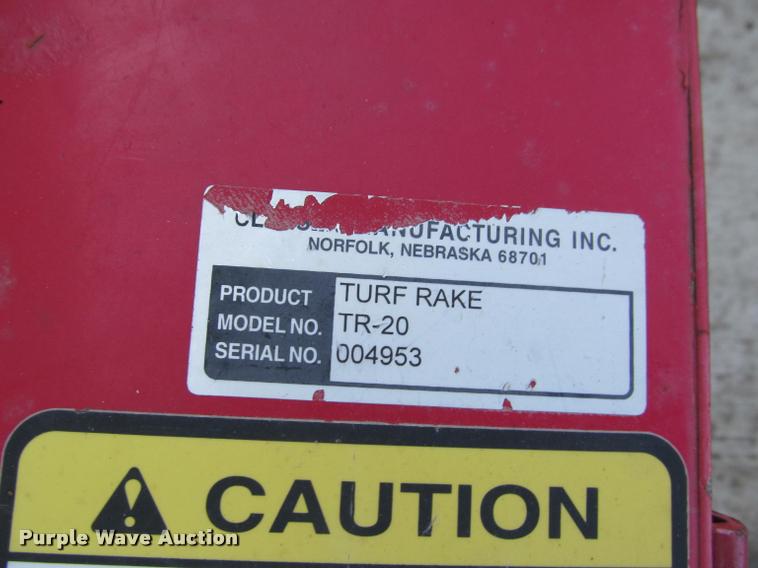 MANUFACTURING INC.
NORFOLK, NEBRASKA 68701
PRODUCT TURF RAKE
MODEL NO. TR-20
SERIAL NO. 004953
CAUTION
Purple Wave Auction